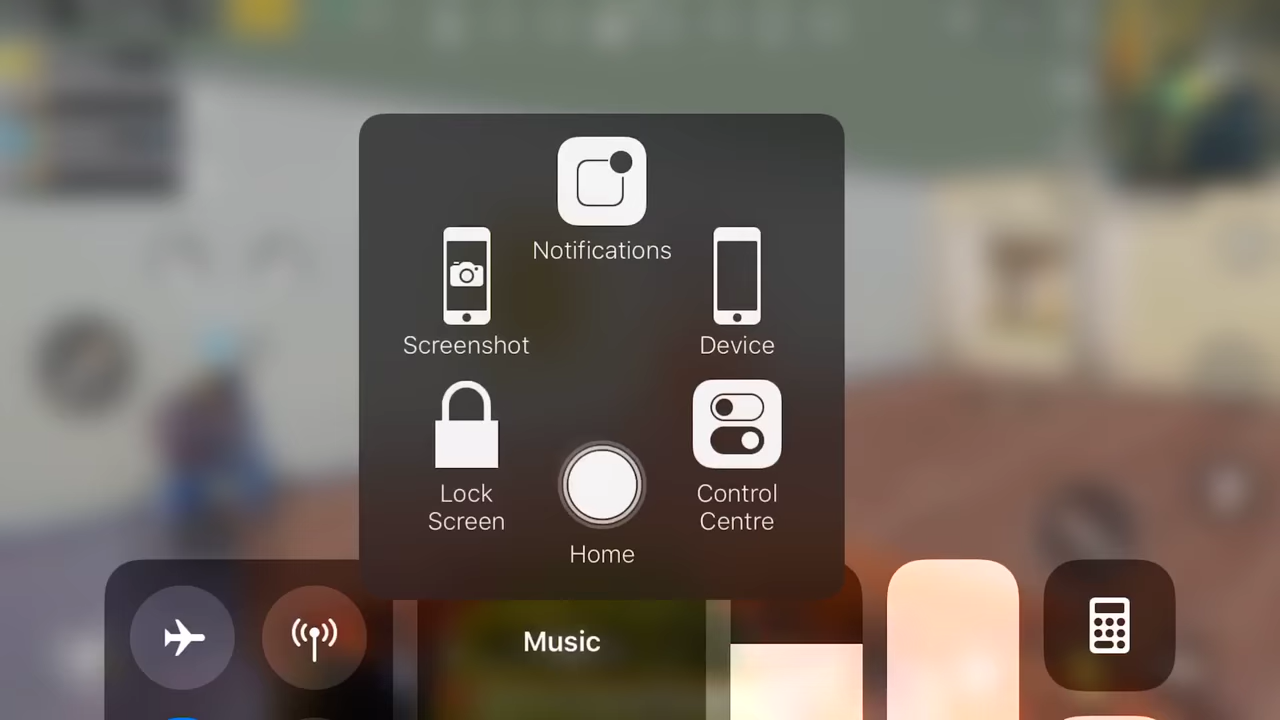 Notifications
Screenshot
Device
Lock
Screen
Control
Centre
Home
Music